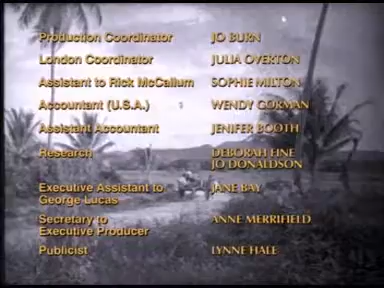 Production Coordinator JO BURN
London Coordinator JULIA OVERTON
Assistant to Rick McCallum SOPHIE MILTON
Accountant (U.S.A.) WENDY GORMAN
Assistant Accountant JENIFER BOOTH
Research DEBORAH FINE
JO DONALDSON
Executive Assistant to JANE BAY
George Lucas
Secretary to ANNE MERRIFIELD
Executive Producer
Publicist LYNNE HALE